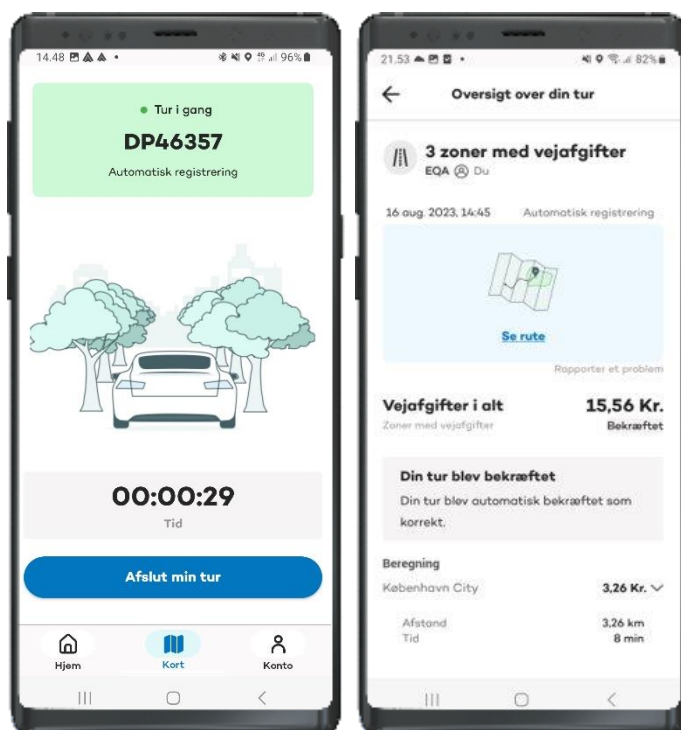 14.48
96%
Tur i gang
DP46357
Automatisk registrering
00:00:29
Tid
Afslut min tur
Hjem
Kort
Konto
21.53
82%
Oversigt over din tur
3 zoner med vejafgifter
EQA Du
16 aug. 2023, 14:45 Automatisk registrering
Se rute
Rapporter et problem
Vejafgifter i alt 15,56 Kr.
Zoner med vejafgifter Bekræftet
Din tur blev bekræftet
Din tur blev automatisk bekræftet som
korrekt.
Beregning
København City 3,26 Kr.
Afstand 3,26 km
Tid 8 min